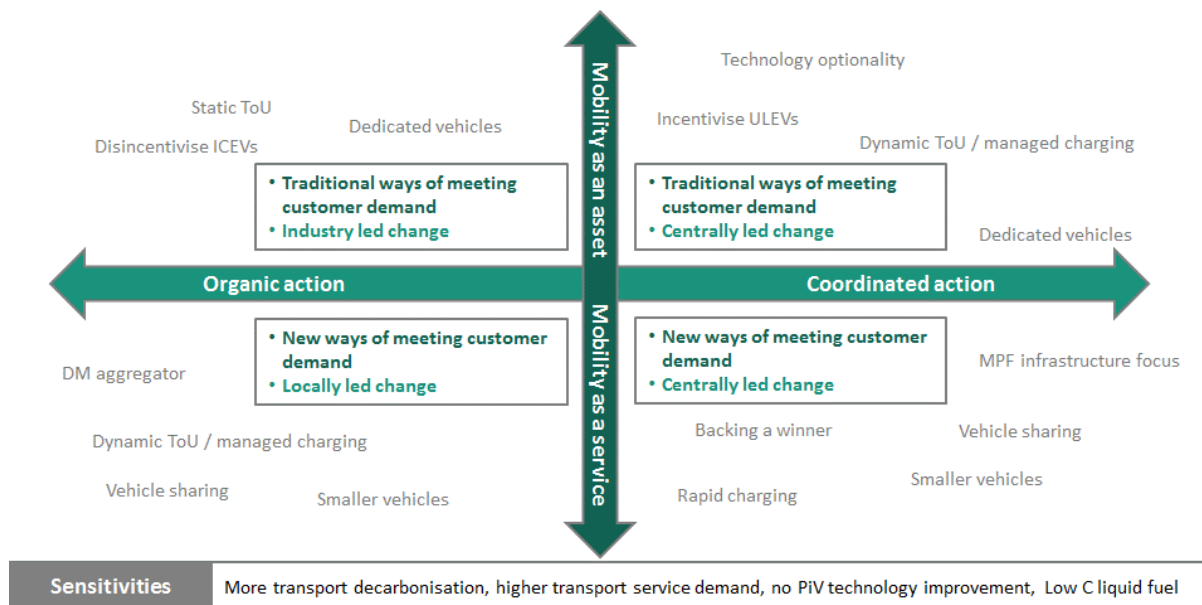 Technology optionality
Static ToU
Dedicated vehicles
Incentivise ULEVs
Disincentivise ICEVs
Dynamic ToU / managed charging
Mobility as an asset
• Traditional ways of meeting
customer demand
• Industry led change
• Traditional ways of meeting
customer demand
• Centrally led change
Dedicated vehicles
Organic action
Coordinated action
Mobility as a service
• New ways of meeting customer
demand
• Locally led change
• New ways of meeting customer
demand
• Centrally led change
DM aggregator
MPF infrastructure focus
Dynamic ToU / managed charging
Backing a winner
Vehicle sharing
Vehicle sharing
Smaller vehicles
Rapid charging
Smaller vehicles
Sensitivities
More transport decarbonisation, higher transport service demand, no PiV technology improvement, Low C liquid fuel